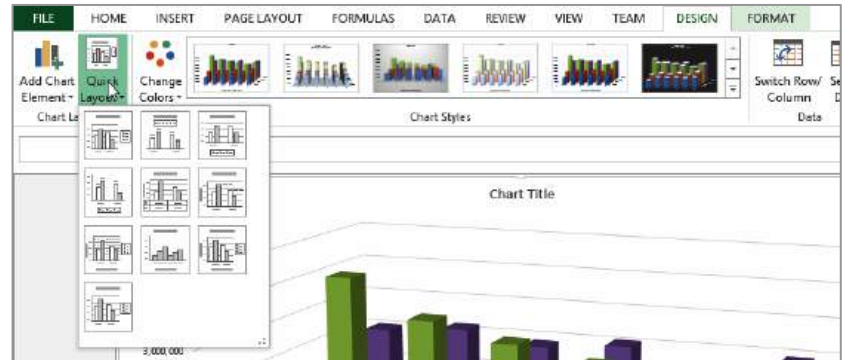 FILE HOME INSERT PAGE LAYOUT FORMULAS DATA REVIEW VIEW TEAM DESIGN FORMAT
Add Chart Quick Change Switch Row/
Element Layout Colors Column
Chart Styles Data
Chart Title
3,000,000